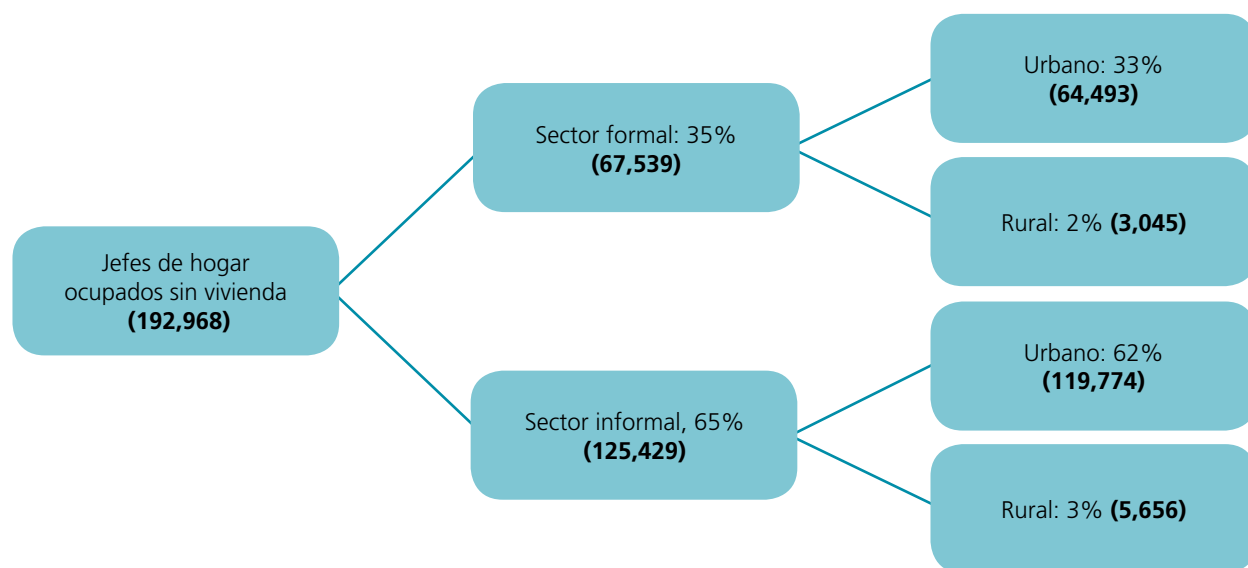 Jefes de hogar
ocupados sin vivienda
(192,968)
Sector formal: 35%
(67,539)
Urbano: 33%
(64,493)
Rural: 2% (3,045)
Sector informal, 65%
(125,429)
Urbano: 62%
(119,774)
Rural: 3% (5,656)